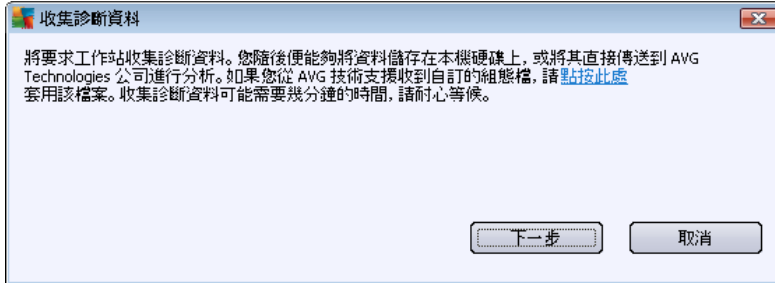 收集診斷資料
將要求工作站收集診斷資料。您隨後便能夠將資料儲存在本機硬碟上, 或將其直接傳送到 AVG
Technologies 公司進行分析。如果您從 AVG 技術支援收到自訂的組態檔, 請點按此處
套用該檔案。收集診斷資料可能需要幾分鐘的時間, 請耐心等候。
下一步
取消